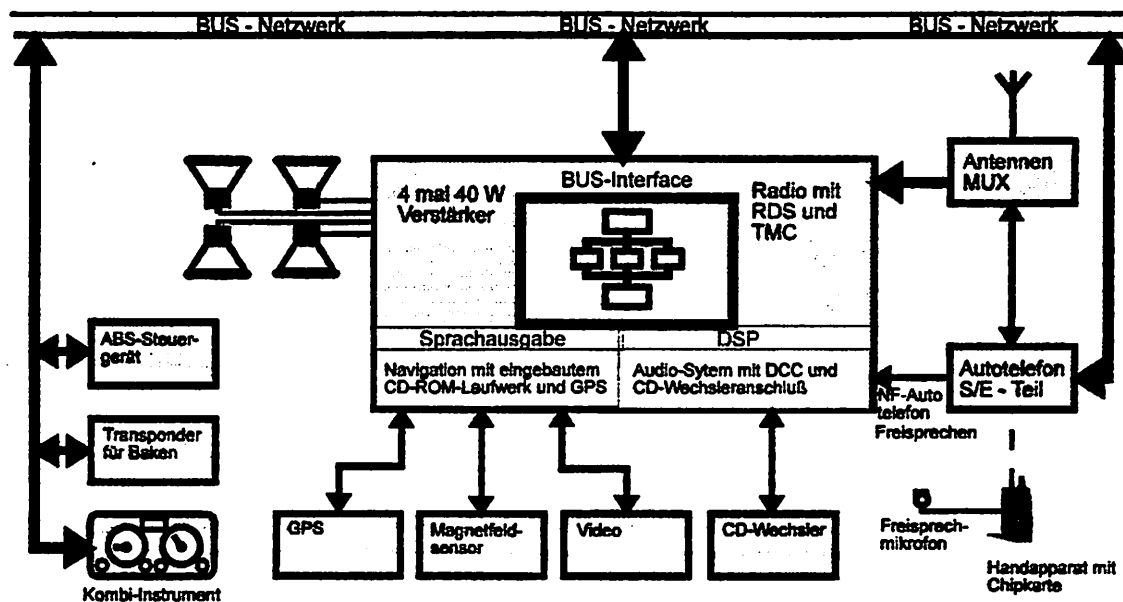 BUS - Netzwerk
BUS - Netzwerk
BUS - Netzwerk
4 mal 40 W
Verstärker
BUS-Interface
Radio mit
RDS und
TMC
Antennen
MUX
Sprachausgabe
DSP
Navigation mit eingebautem
CD-ROM-Laufwerk und GPS
Audio-Sytem mit DCC und
CD-Wechsleranschluß
ABS-Steuer-
gerät
Transponder
für Baken
Kombi-Instrument
Autotelefon
S/E - Teil
NF-Auto
telefon
Freisprechen
GPS
Magnetfeld-
sensor
Video
CD-Wechsler
Freisprech-
mikrofon
Handapparat mit
Chipkarte